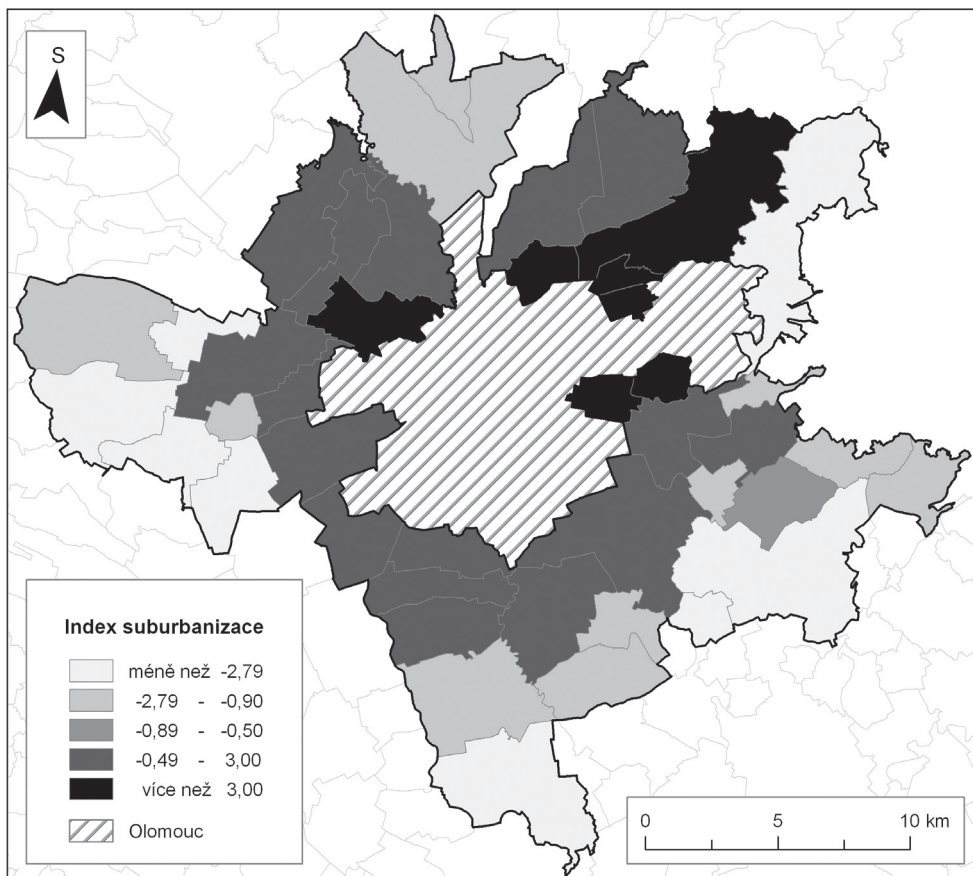 S
Index suburbanizace
méně než -2,79
-2,79 - -0,90
-0,89 - -0,50
-0,49 - 3,00
více než 3,00
Olomouc
0 5 10 km